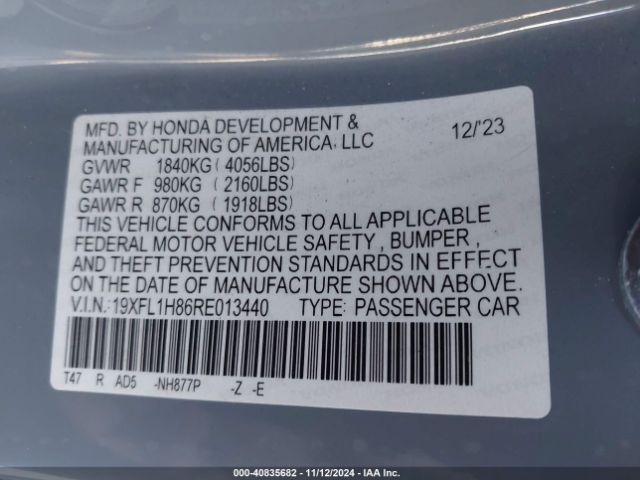 MFD. BY HONDA DEVELOPMENT & 12/'23
MANUFACTURING OF AMERICA, LLC
GVWR 1840KG ( 4056LBS)
GAWR F 980KG ( 2160LBS)
GAWR R 870KG ( 1918LBS)
THIS VEHICLE CONFORMS TO ALL APPLICABLE
FEDERAL MOTOR VEHICLE SAFETY , BUMPER ,
AND THEFT PREVENTION STANDARDS IN EFFECT
ON THE DATE OF MANUFACTURE SHOWN ABOVE.
V.I.N.:19XFL1H86RE013440 TYPE: PASSENGER CAR
T47 R AD5 -NH877P -Z -E
000-40835682 - 11/12/2024 - IAA Inc.